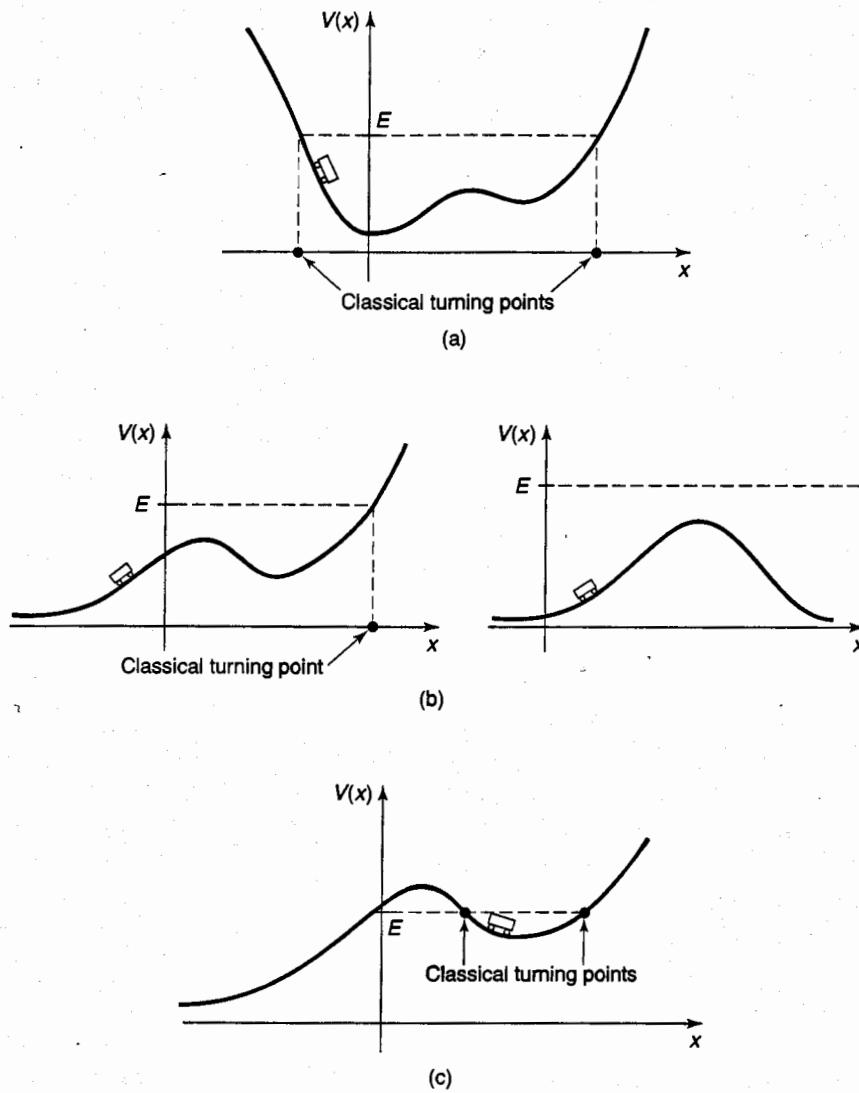 V(x)
E
x
Classical turning points
(a)
V(x)
E
x
Classical turning point
V(x)
E
x
(b)
V(x)
E
x
Classical turning points
(c)